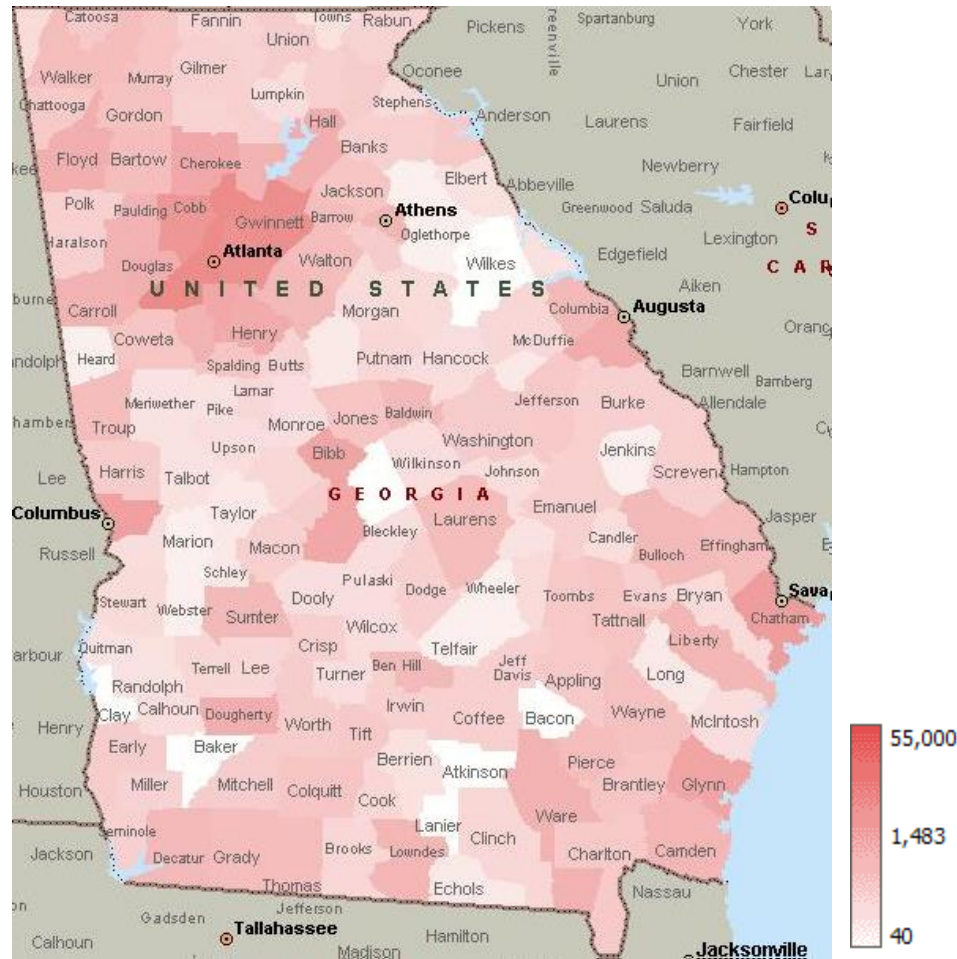 Catoosa Fannin Towns Rabun
Pickens
Spartanburg
York
Union
Walker Murray Gilmer
Oconee
Union
Chester
Lumpkin
Chattooga
Stephens
Gordon
Hall
Anderson
Laurens
Fairfield
Banks
Floyd Bartow Cherokee
Newberry
Elbert
Abbeville
Jackson
Polk
Paulding Cobb
Greenwood Saluda
Gwinnett Barrow
Athens
Oglethorpe
Lexington
S
Haralson
Atlanta
Walton
Wilkes
Edgefield
Douglas
C A R
UNITED STATES
Aiken
Carroll
Morgan
Columbia
Augusta
Coweta
Henry
McDuffie
Heard
Spalding Butts
Putnam Hancock
Barnwell
Bamberg
Lamar
Meriwether Pike
Jefferson
Burke
Allendale
Troup
Monroe Jones Baldwin
Upson
Bibb
Washington
Jenkins
Lee
Harris
Talbot
Wilkinson
Johnson
Screven
Hampton
GEORGIA
Columbus
Taylor
Laurens
Emanuel
Jasper
Bleckley
Russell
Marion
Macon
Candler
Bulloch
Effingham
Schley
Pulaski
Dodge
Wheeler
Stewart
Webster
Sumter
Dooly
Toombs
Evans Bryan
Chatham
Wilcox
Tattnall
Crisp
Liberty
Quitman
Telfair
Terrell Lee
Turner
Ben Hill
Jeff
Davis
Appling
Long
Randolph
Clay
Calhoun
Dougherty
Irwin
Worth
Tift
Coffee
Bacon
Wayne
McIntosh
Henry
Early
Baker
Berrien
Atkinson
Pierce
Houston
Miller
Mitchell
Colquitt
Cook
Brantley
Glynn
55,000
Lanier
Clinch
Ware
1,483
Jackson
Decatur Grady
Brooks
Lowndes
Charlton
Camden
Thomas
Echols
Nassau
Gadsden
Jefferson
40
Calhoun
Tallahassee
Madison
Hamilton
Jacksonville